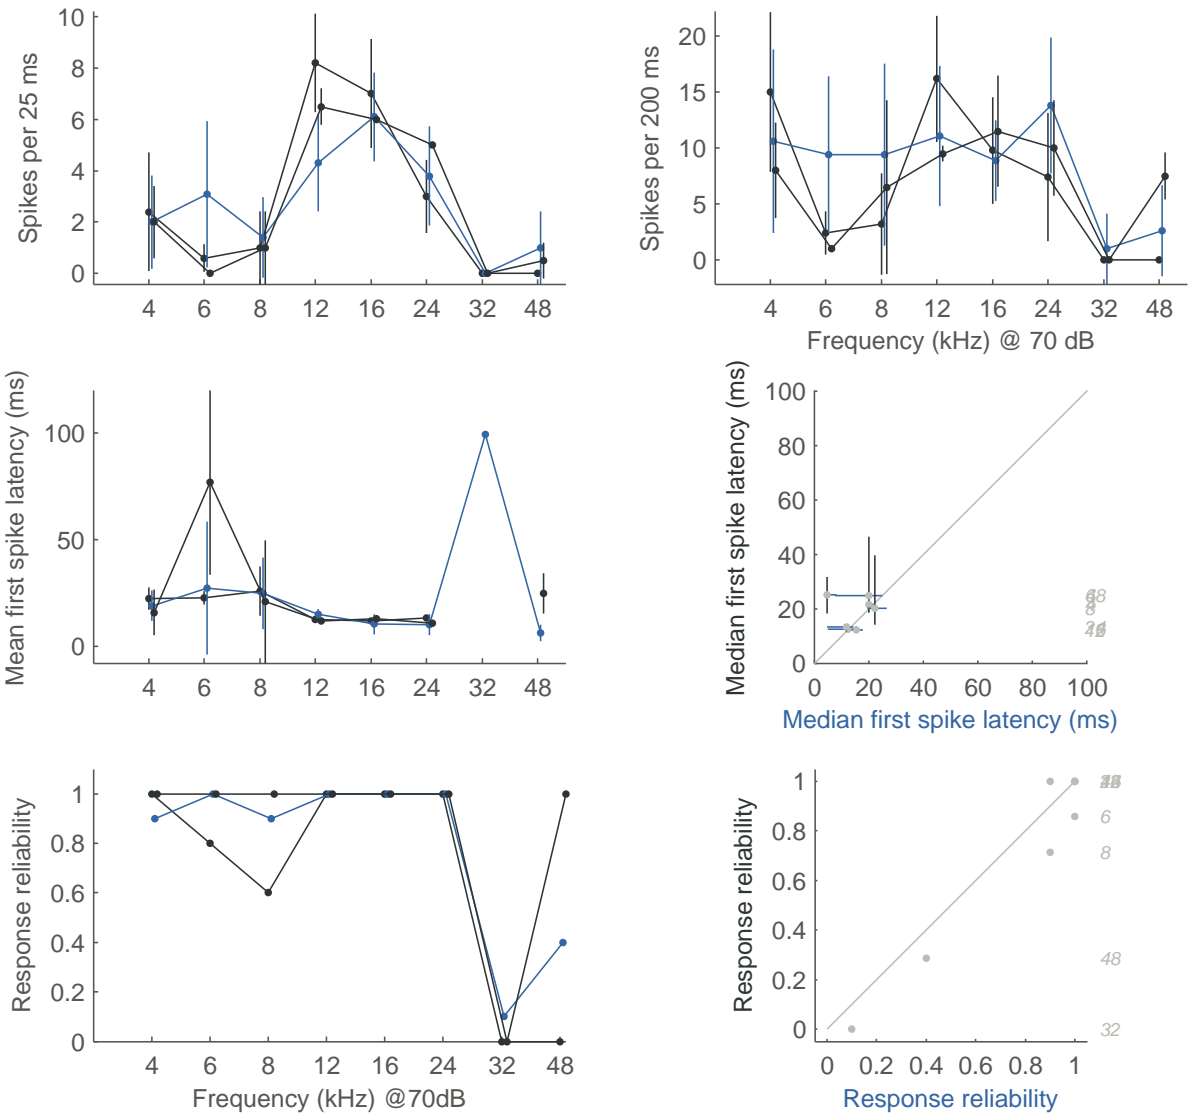 Spikes per 25 ms
10
8
6
4
2
0
4 6 8 12 16 24 32 48
Spikes per 200 ms
20
15
10
5
0
4 6 8 12 16 24 32 48
Frequency (kHz) @ 70 dB
Mean first spike latency (ms)
100
50
0
4 6 8 12 16 24 32 48
Median first spike latency (ms)
100
80
60
40
20
0
8
0 20 40 60 80 100
Median first spike latency (ms)
Response reliability
1
0.8
0.6
0.4
0.2
0
4 6 8 12 16 24 32 48
Frequency (kHz) @70dB
Response reliability
1
0.8
0.6
0.4
0.2
0
6
8
48
32
0 0.2 0.4 0.6 0.8 1
Response reliability